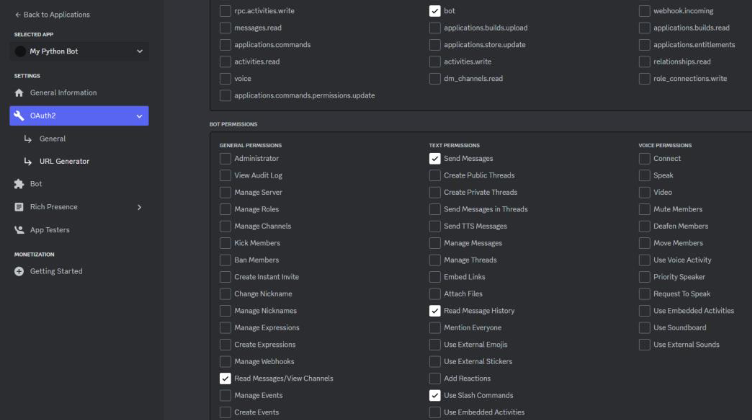 ← Back to Applications
SELECTED APP
My Python Bot
SETTINGS
General Information
OAuth2
General
URL Generator
Bot
Rich Presence
App Testers
MONETIZATION
Getting Started
rpc.activities.write
bot
webhook.incoming
messages.read
applications.builds.upload
applications.builds.read
applications.commands
applications.store.update
applications.entitlements
activities.read
activities.write
relationships.read
voice
dm_channels.read
role_connections.write
applications.commands.permissions.update
BOT PERMISSIONS
GENERAL PERMISSIONS
Administrator
View Audit Log
Manage Server
Manage Roles
Manage Channels
Kick Members
Ban Members
Create Instant Invite
Change Nickname
Manage Nicknames
Manage Expressions
Create Expressions
Manage Webhooks
Read Messages/View Channels
Manage Events
Create Events
TEXT PERMISSIONS
Send Messages
Create Public Threads
Create Private Threads
Send Messages in Threads
Send TTS Messages
Manage Messages
Manage Threads
Embed Links
Attach Files
Read Message History
Mention Everyone
Use External Emojis
Use External Stickers
Add Reactions
Use Slash Commands
Use Embedded Activities
VOICE PERMISSIONS
Connect
Speak
Video
Mute Members
Deafen Members
Move Members
Use Voice Activity
Priority Speaker
Request To Speak
Use Embedded Activities
Use Soundboard
Use External Sounds